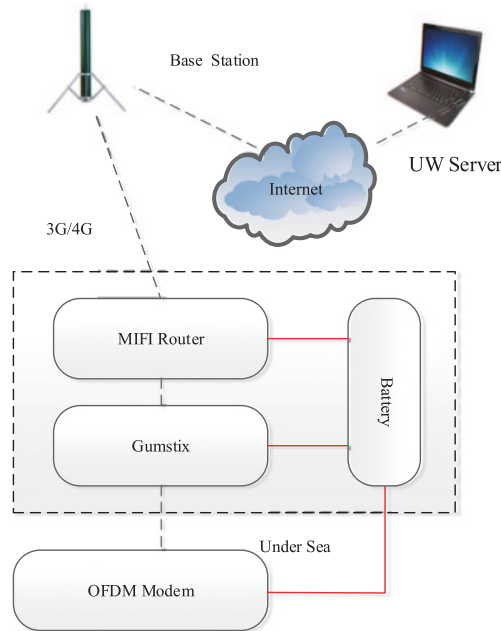 Base Station
UW Server
Internet
3G/4G
MIFI Router
Battery
Gumstix
Under Sea
OFDM Modem